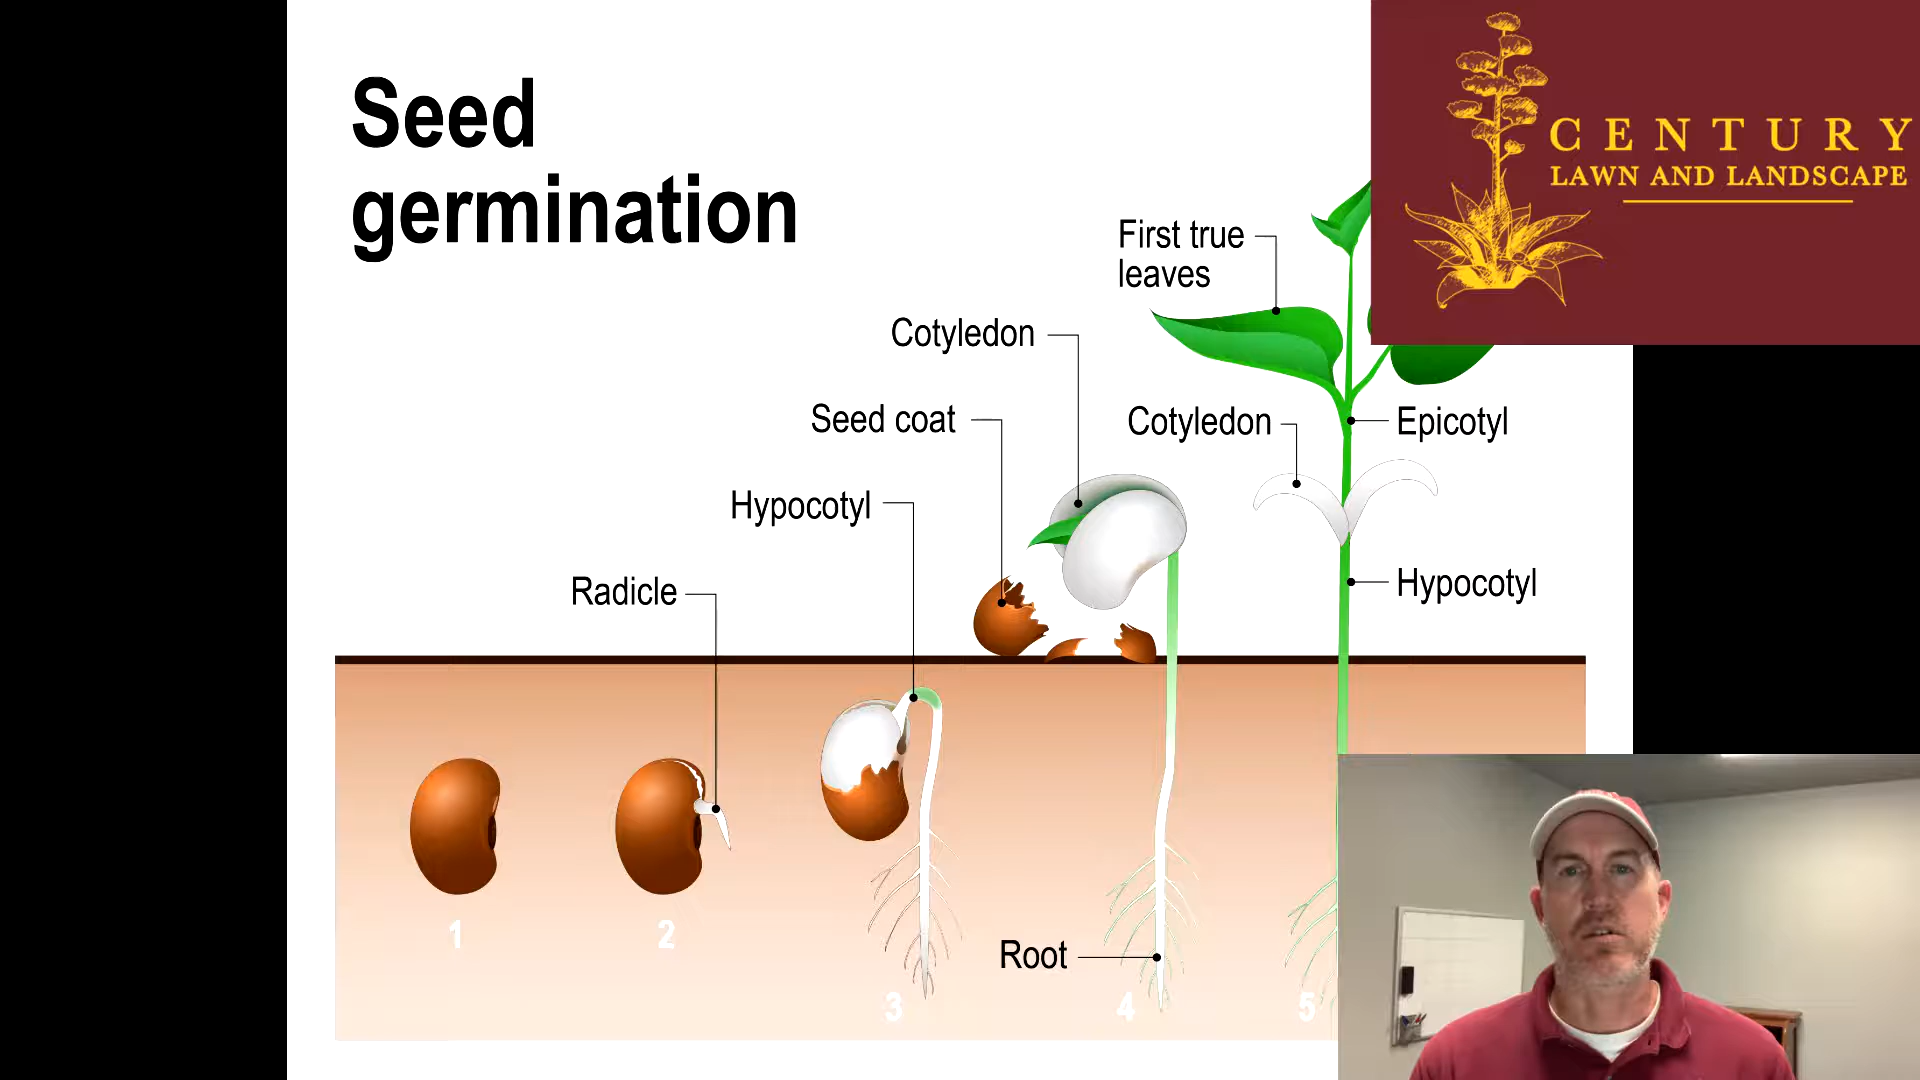 Seed
germination
CENTURY
LAWN AND LANDSCAPE
First true
leaves
Cotyledon
Seed coat
Cotyledon
Epicotyl
Hypocotyl
Hypocotyl
Radicle
1
2
Root
3
4
5